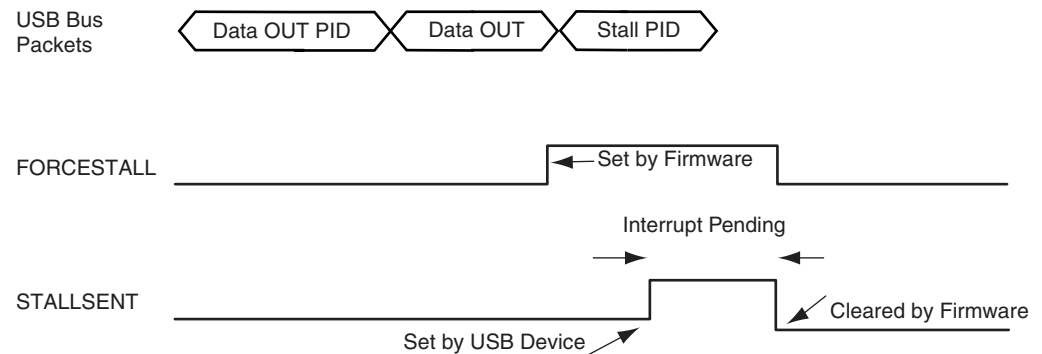 USB Bus
Packets
Data OUT PID
Data OUT
Stall PID
FORCESTALL
Set by Firmware
Interrupt Pending
STALLSENT
Cleared by Firmware
Set by USB Device